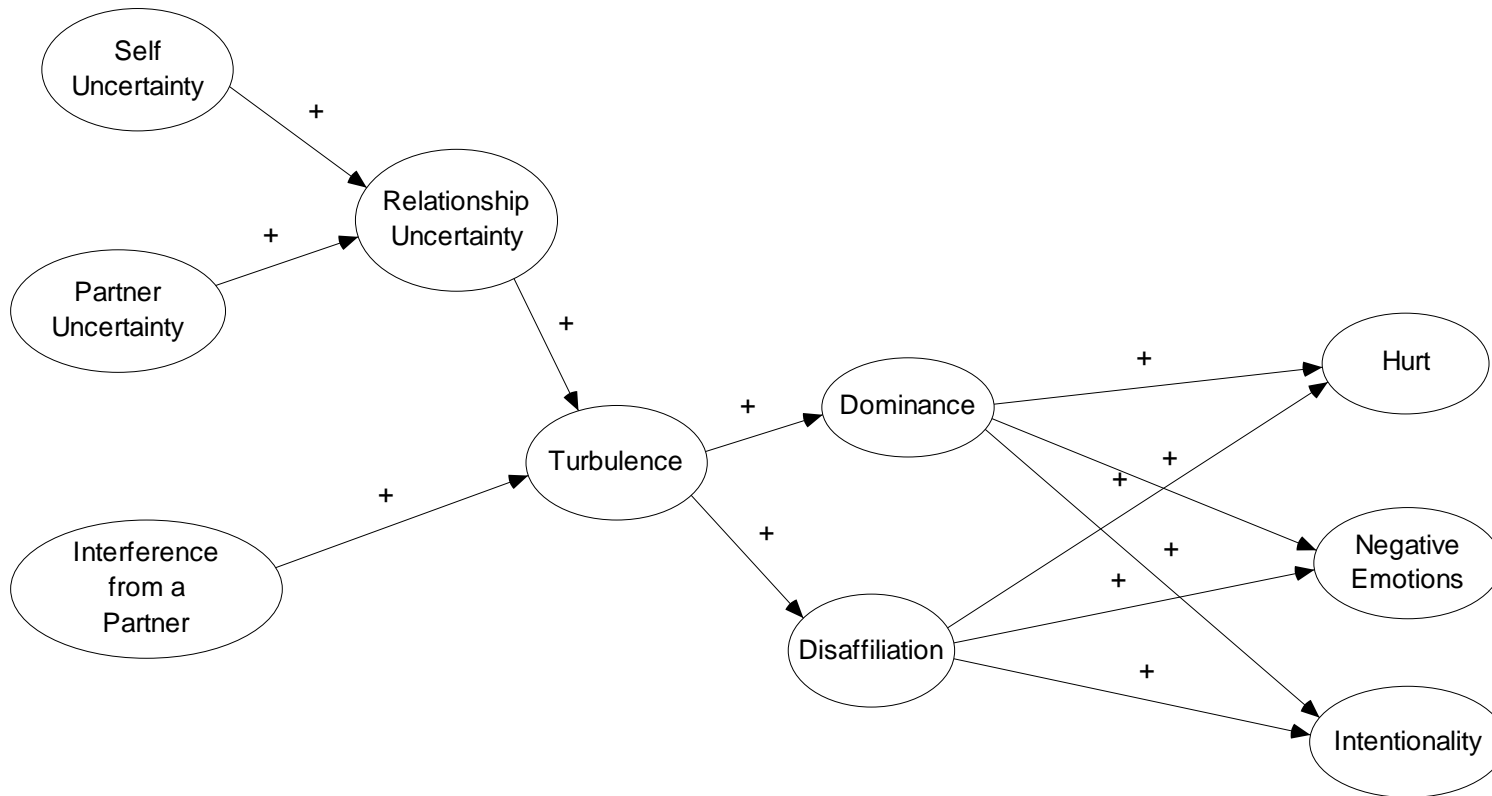 Self
Uncertainty
+
Relationship
Uncertainty
+
Partner
Uncertainty
+
+
Hurt
+
Dominance
+
Turbulence
+
+
+
+
Interference
from a
Partner
+
Negative
Emotions
+
+
Disaffiliation
+
Intentionality